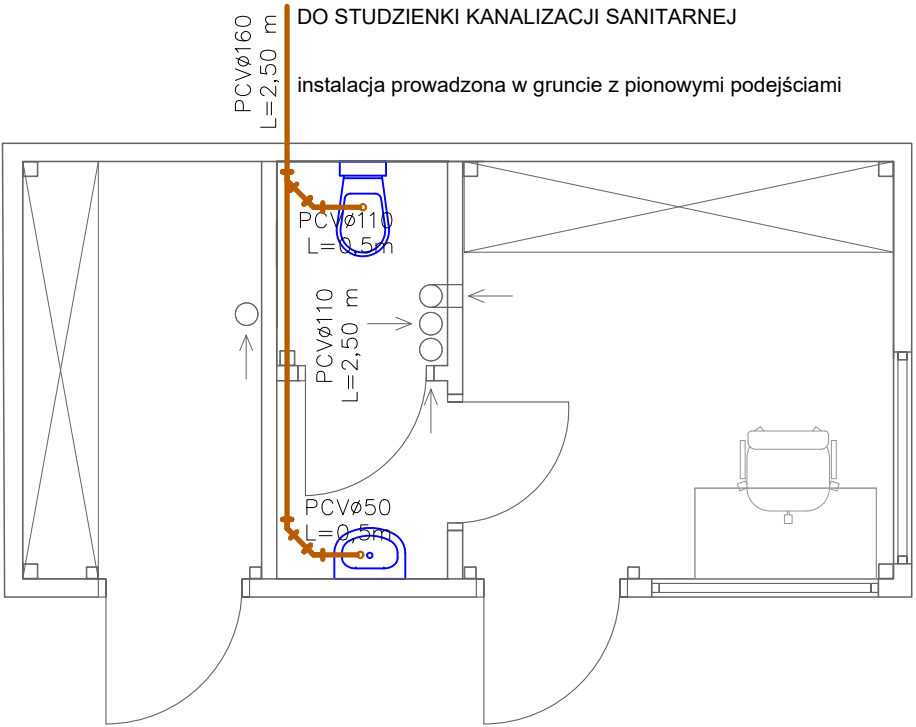 DO STUDZIENKI KANALIZACJI SANITARNEJ
PCVø160
L=2,50 m
instalacja prowadzona w gruncie z pionowymi podejściami
PCVø110
L=0,5m
PCVø110
L=2,50 m
PCVø50
L=0,5m